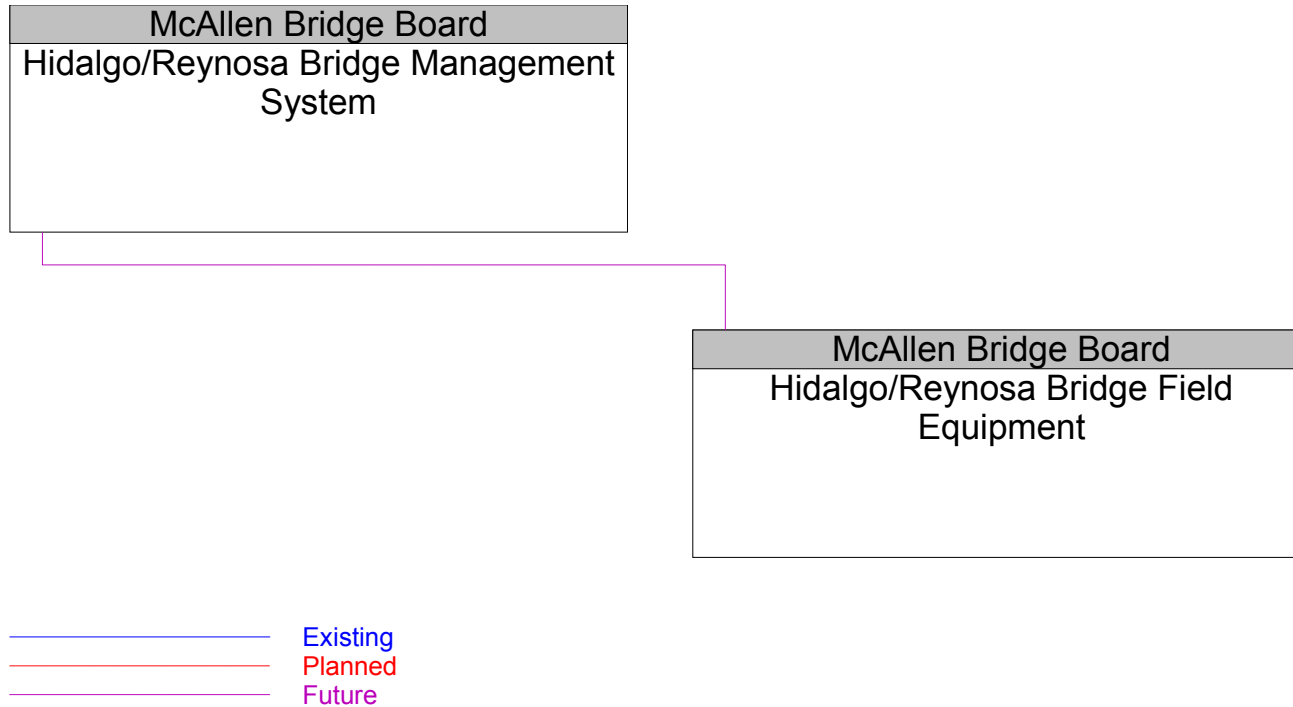 McAllen Bridge Board
Hidalgo/Reynosa Bridge Management
System
McAllen Bridge Board
Hidalgo/Reynosa Bridge Field
Equipment
Existing
Planned
Future